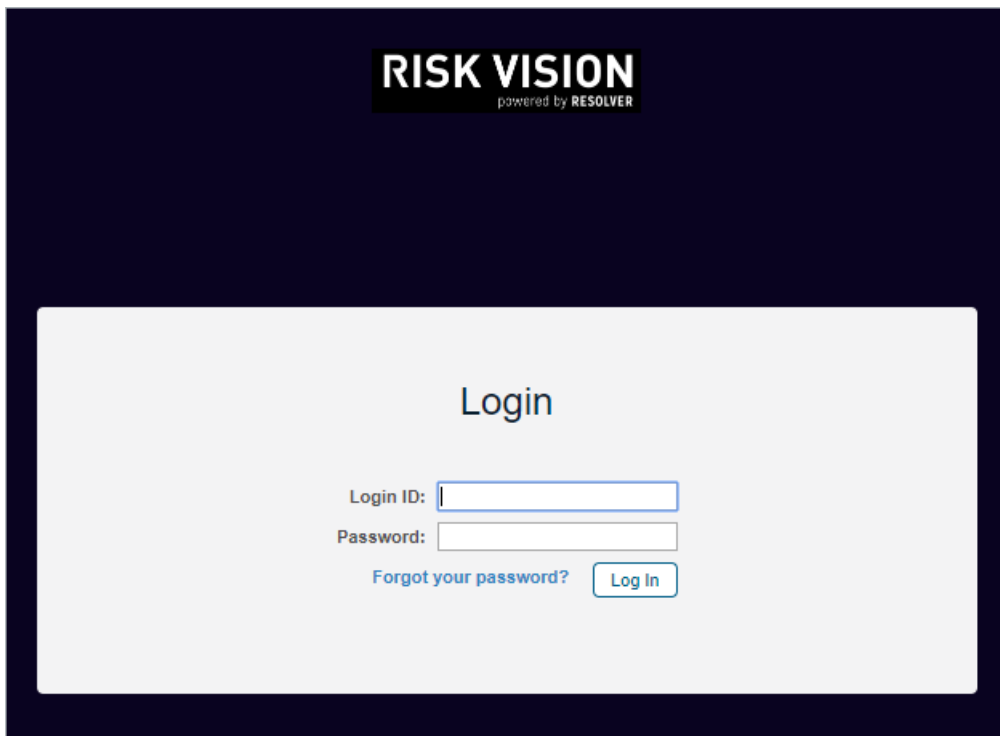 RISK VISION
powered by RESOLVER
Login
Login ID:
Password:
Forgot your password? Log In